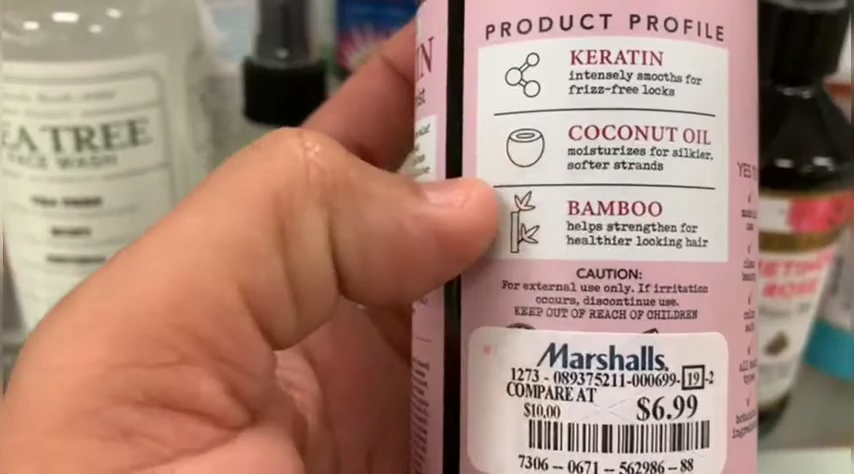 PRODUCT PROFILE
KERATIN
intensely smooths for
frizz-free locks
COCONUT OIL
moisturizes for silkier,
softer strands
BAMBOO
helps strengthen for
healthier looking hair
CAUTION:
For external use only. If irritation
occurs, discontinue use.
KEEP OUT OF REACH OF CHILDREN
Marshalls.
1273 - 089375211-000699-19-2
COMPARE AT
$10.00
$6.99
7306 -- 0671 -- 562986 -- 88
TREE
FACE WASH